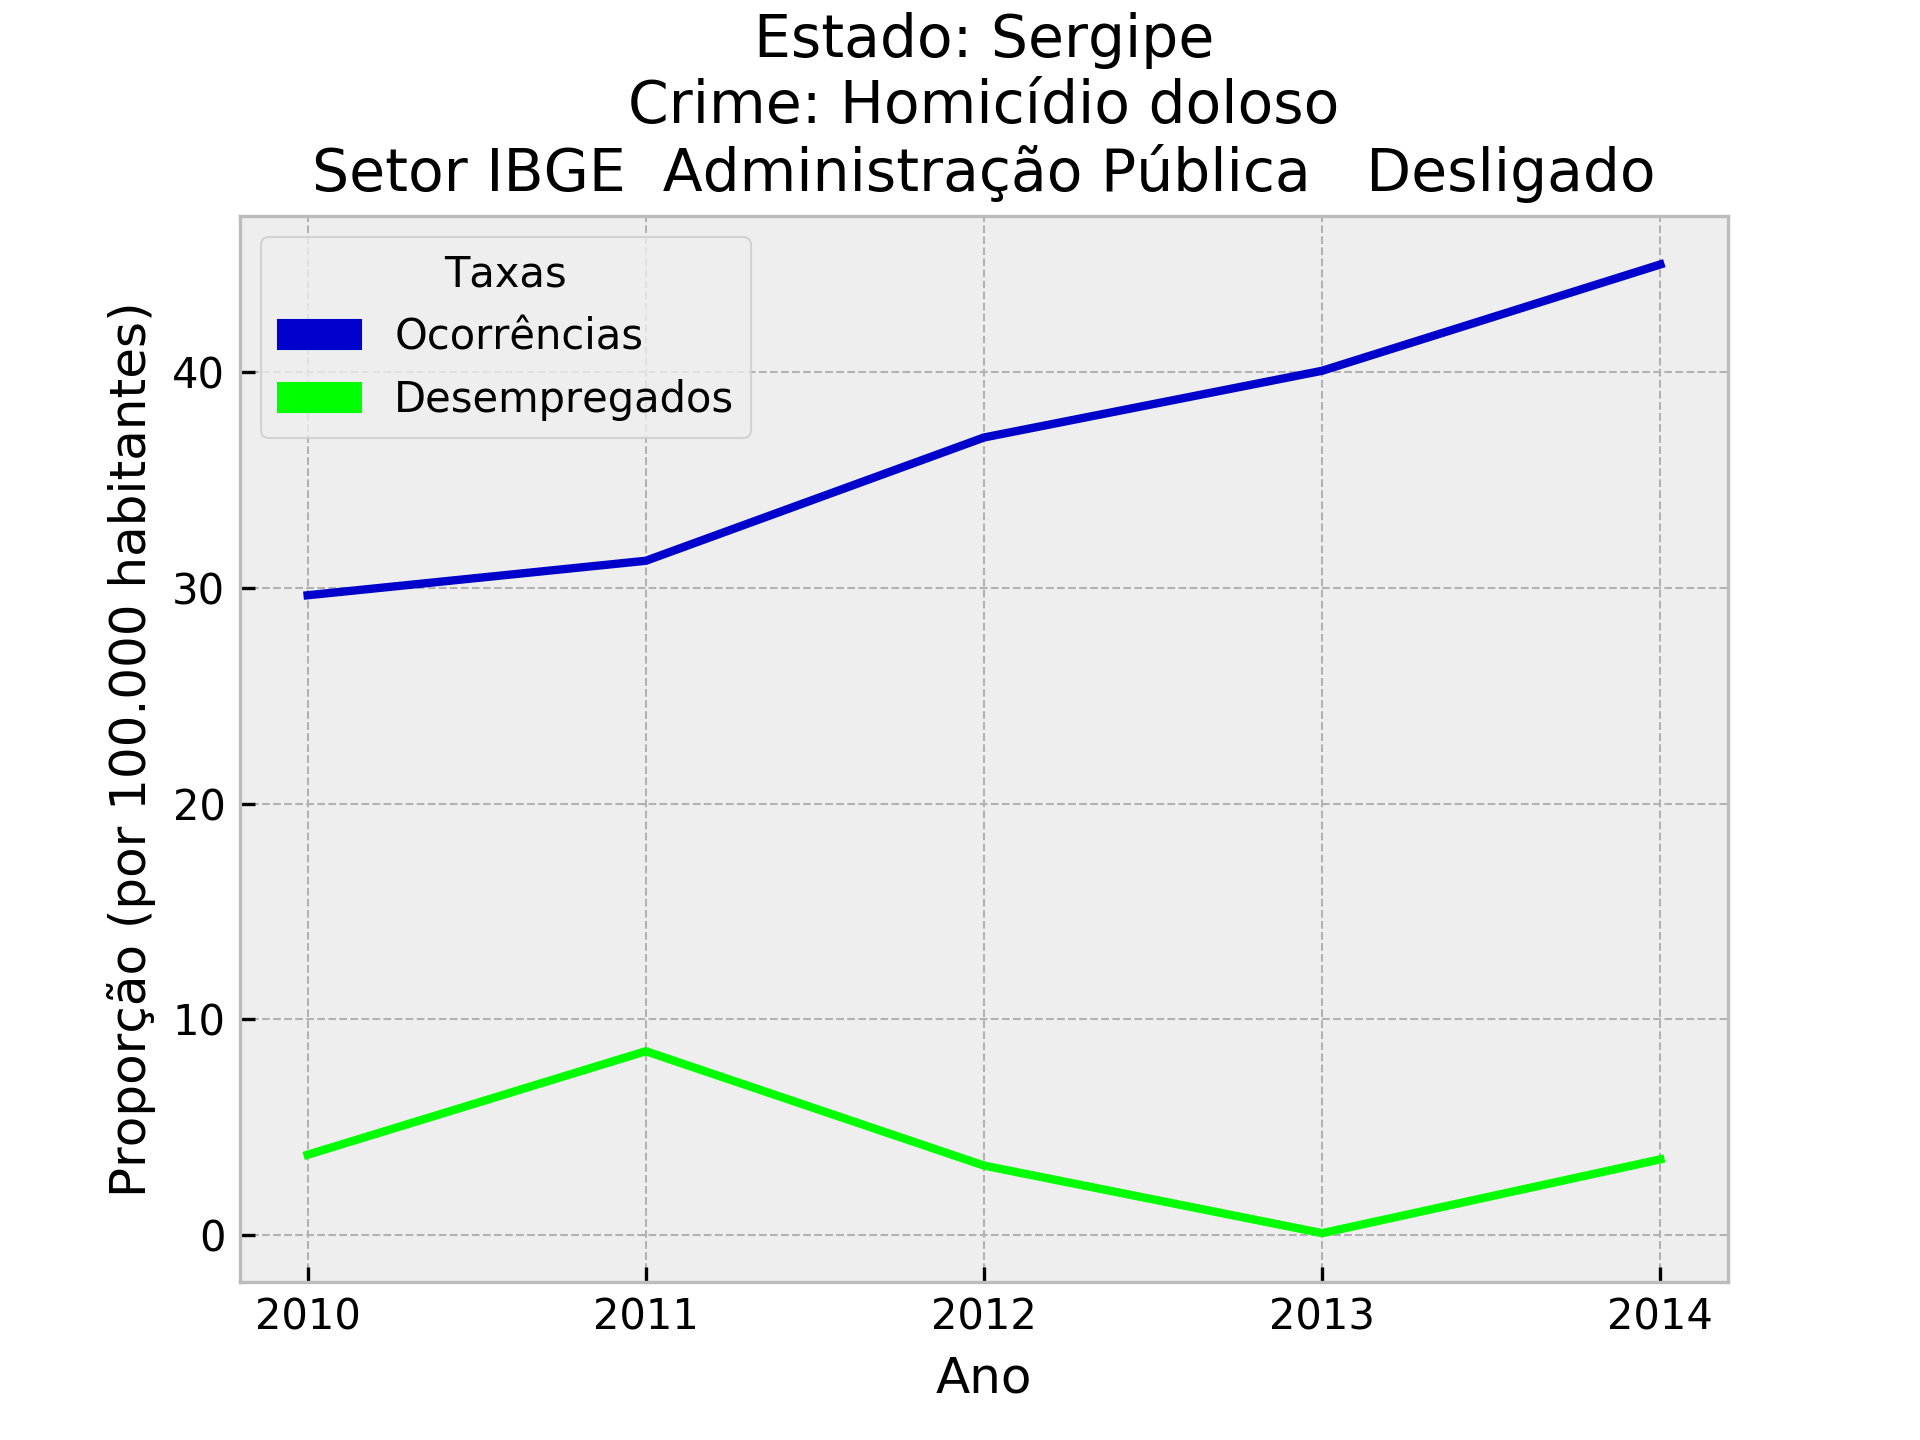 Estado: Sergipe
Crime: Homicídio doloso
Setor IBGE  Administração Pública   Desligado
Taxas
Ocorrências
Desempregados
Proporção (por 100.000 habitantes)
40
30
20
10
0
2010 2011 2012 2013 2014
Ano